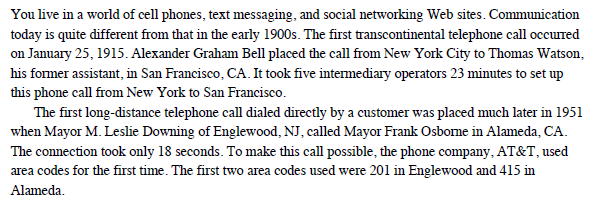 You live in a world of cell phones, text messaging, and social networking Web sites. Communication
today is quite different from that in the early 1900s. The first transcontinental telephone call occurred
on January 25, 1915. Alexander Graham Bell placed the call from New York City to Thomas Watson,
his former assistant, in San Francisco, CA. It took five intermediary operators 23 minutes to set up
this phone call from New York to San Francisco.
The first long-distance telephone call dialed directly by a customer was placed much later in 1951
when Mayor M. Leslie Downing of Englewood, NJ, called Mayor Frank Osborne in Alameda, CA.
The connection took only 18 seconds. To make this call possible, the phone company, AT&T, used
area codes for the first time. The first two area codes used were 201 in Englewood and 415 in
Alameda.